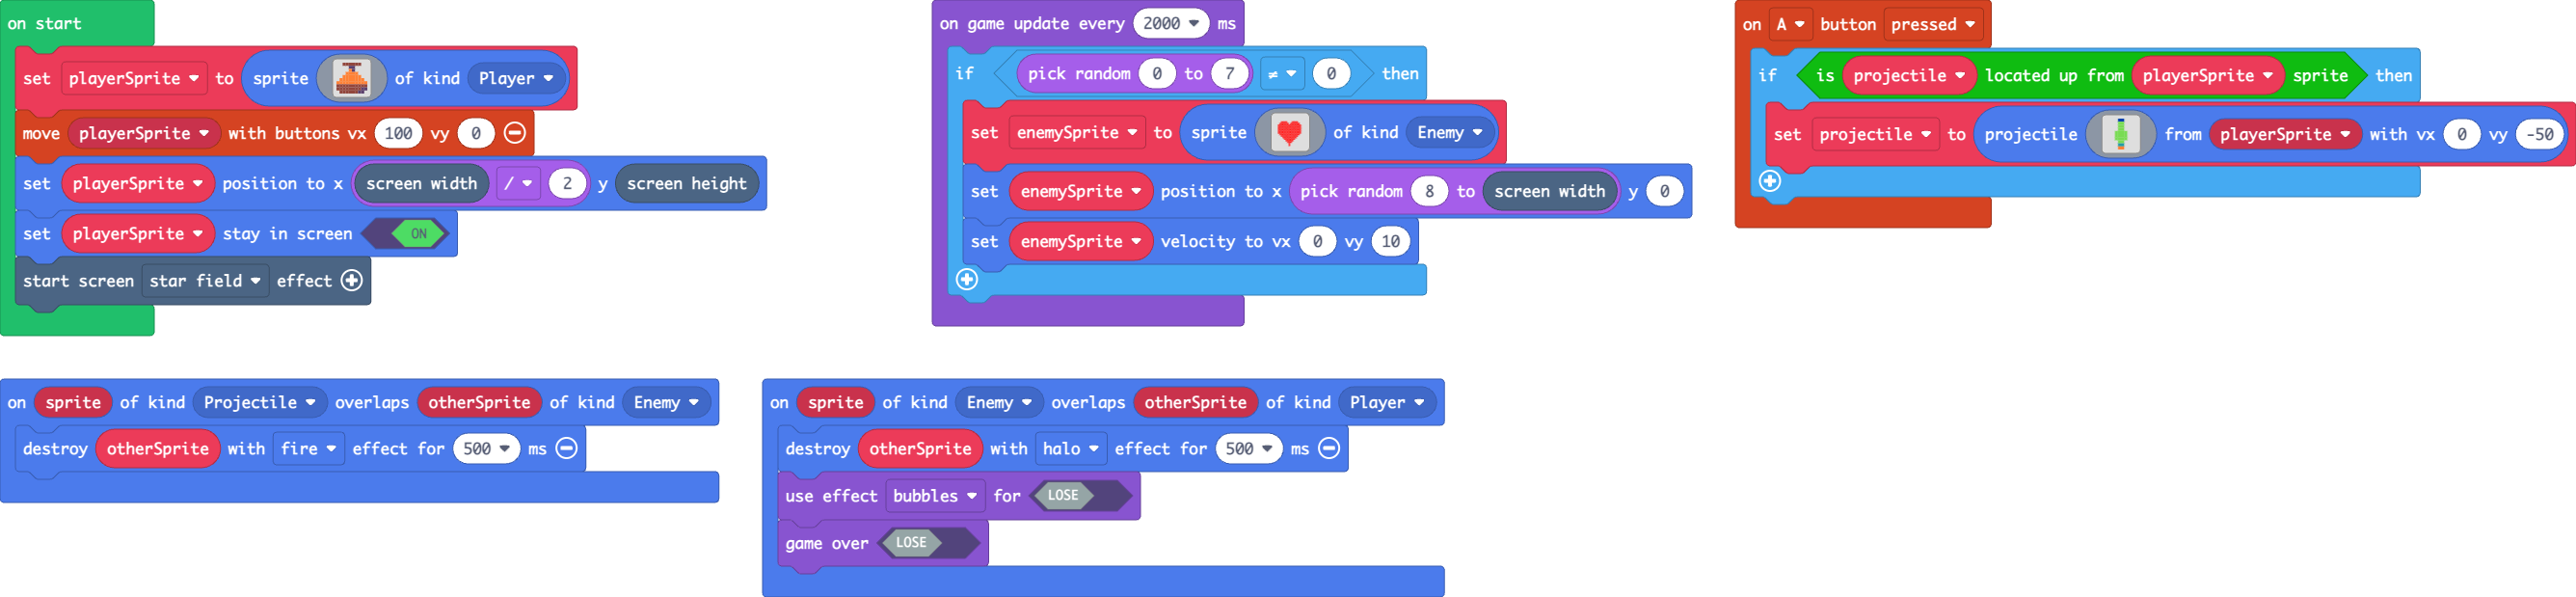 on start
set playerSprite to sprite of kind Player
move playerSprite with buttons vx 100 vy 0
set playerSprite position to x screen width / 2 y screen height
set playerSprite stay in screen ON
start screen star field effect
on game update every 2000 ms
if pick random 0 to 7 ≠ 0 then
set enemySprite to sprite of kind Enemy
set enemySprite position to x pick random 8 to screen width y 0
set enemySprite velocity to vx 0 vy 10
on A button pressed
if is projectile located up from playerSprite sprite then
set projectile to projectile from playerSprite with vx 0 vy -50
on sprite of kind Projectile overlaps otherSprite of kind Enemy
destroy otherSprite with fire effect for 500 ms
on sprite of kind Enemy overlaps otherSprite of kind Player
destroy otherSprite with halo effect for 500 ms
use effect bubbles for LOSE
game over LOSE